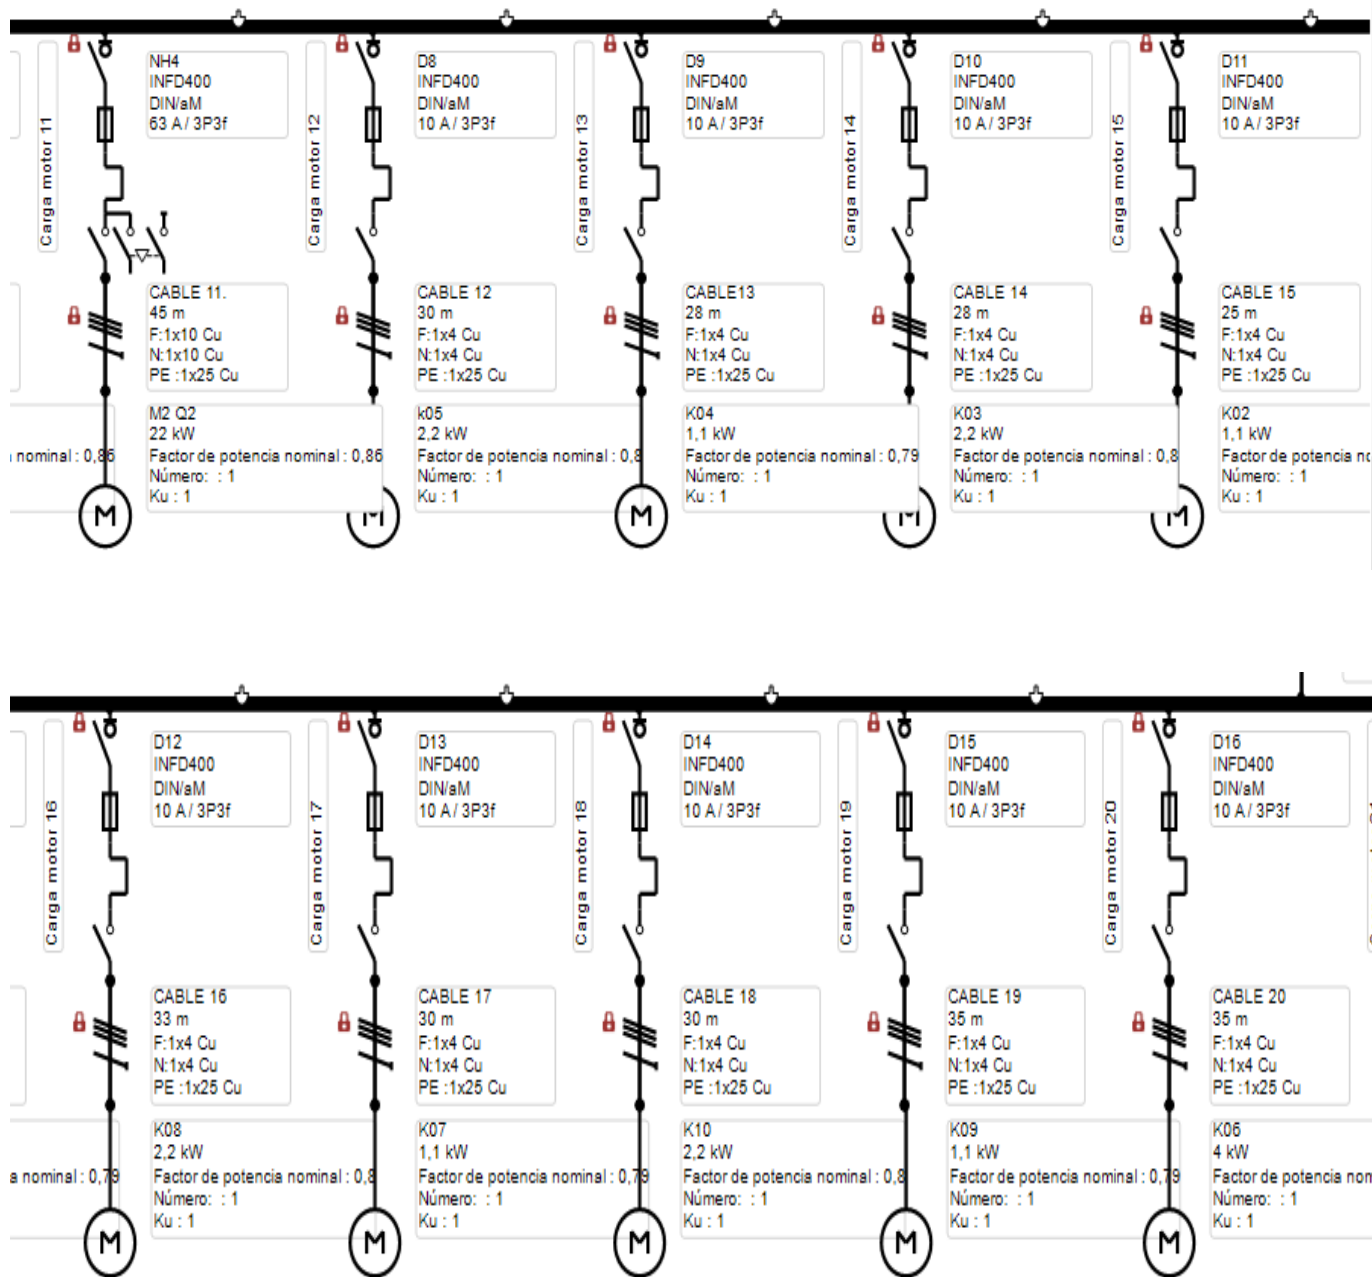 Carga motor 11
NH4
INFD400
DIN/aM
63 A / 3P3f
CABLE 11.
45 m
F:1x10 Cu
N:1x10 Cu
PE :1x25 Cu
nominal : 0,86
M2 Q2
22 kW
Factor de potencia nominal : 0,86
Número: : 1
Ku : 1
M
Carga motor 12
D8
INFD400
DIN/aM
10 A / 3P3f
CABLE 12
30 m
F:1x4 Cu
N:1x4 Cu
PE :1x25 Cu
k05
2,2 kW
Factor de potencia nominal : 0,8
Número: : 1
Ku : 1
M
Carga motor 13
D9
INFD400
DIN/aM
10 A / 3P3f
CABLE13
28 m
F:1x4 Cu
N:1x4 Cu
PE :1x25 Cu
K04
1,1 kW
Factor de potencia nominal : 0,79
Número: : 1
Ku : 1
M
Carga motor 14
D10
INFD400
DIN/aM
10 A / 3P3f
CABLE 14
28 m
F:1x4 Cu
N:1x4 Cu
PE :1x25 Cu
K03
2,2 kW
Factor de potencia nominal : 0,8
Número: : 1
Ku : 1
M
Carga motor 15
D11
INFD400
DIN/aM
10 A / 3P3f
CABLE 15
25 m
F:1x4 Cu
N:1x4 Cu
PE :1x25 Cu
K02
1,1 kW
Factor de potencia
Número: : 1
Ku : 1
M
Carga motor 16
D12
INFD400
DIN/aM
10 A / 3P3f
CABLE 16
33 m
F:1x4 Cu
N:1x4 Cu
PE :1x25 Cu
a nominal : 0,79
K08
2,2 kW
Factor de potencia nominal : 0,8
Número: : 1
Ku : 1
M
Carga motor 17
D13
INFD400
DIN/aM
10 A / 3P3f
CABLE 17
30 m
F:1x4 Cu
N:1x4 Cu
PE :1x25 Cu
K07
1,1 kW
Factor de potencia nominal : 0,79
Número: : 1
Ku : 1
M
Carga motor 18
D14
INFD400
DIN/aM
10 A / 3P3f
CABLE 18
30 m
F:1x4 Cu
N:1x4 Cu
PE :1x25 Cu
K10
2,2 kW
Factor de potencia nominal : 0,8
Número: : 1
Ku : 1
M
Carga motor 19
D15
INFD400
DIN/aM
10 A / 3P3f
CABLE 19
35 m
F:1x4 Cu
N:1x4 Cu
PE :1x25 Cu
K09
1,1 kW
Factor de potencia nominal : 0,79
Número: : 1
Ku : 1
M
Carga motor 20
D16
INFD400
DIN/aM
10 A / 3P3f
CABLE 20
35 m
F:1x4 Cu
N:1x4 Cu
PE :1x25 Cu
K06
4 kW
Factor de potencia nom
Número: : 1
Ku : 1
M